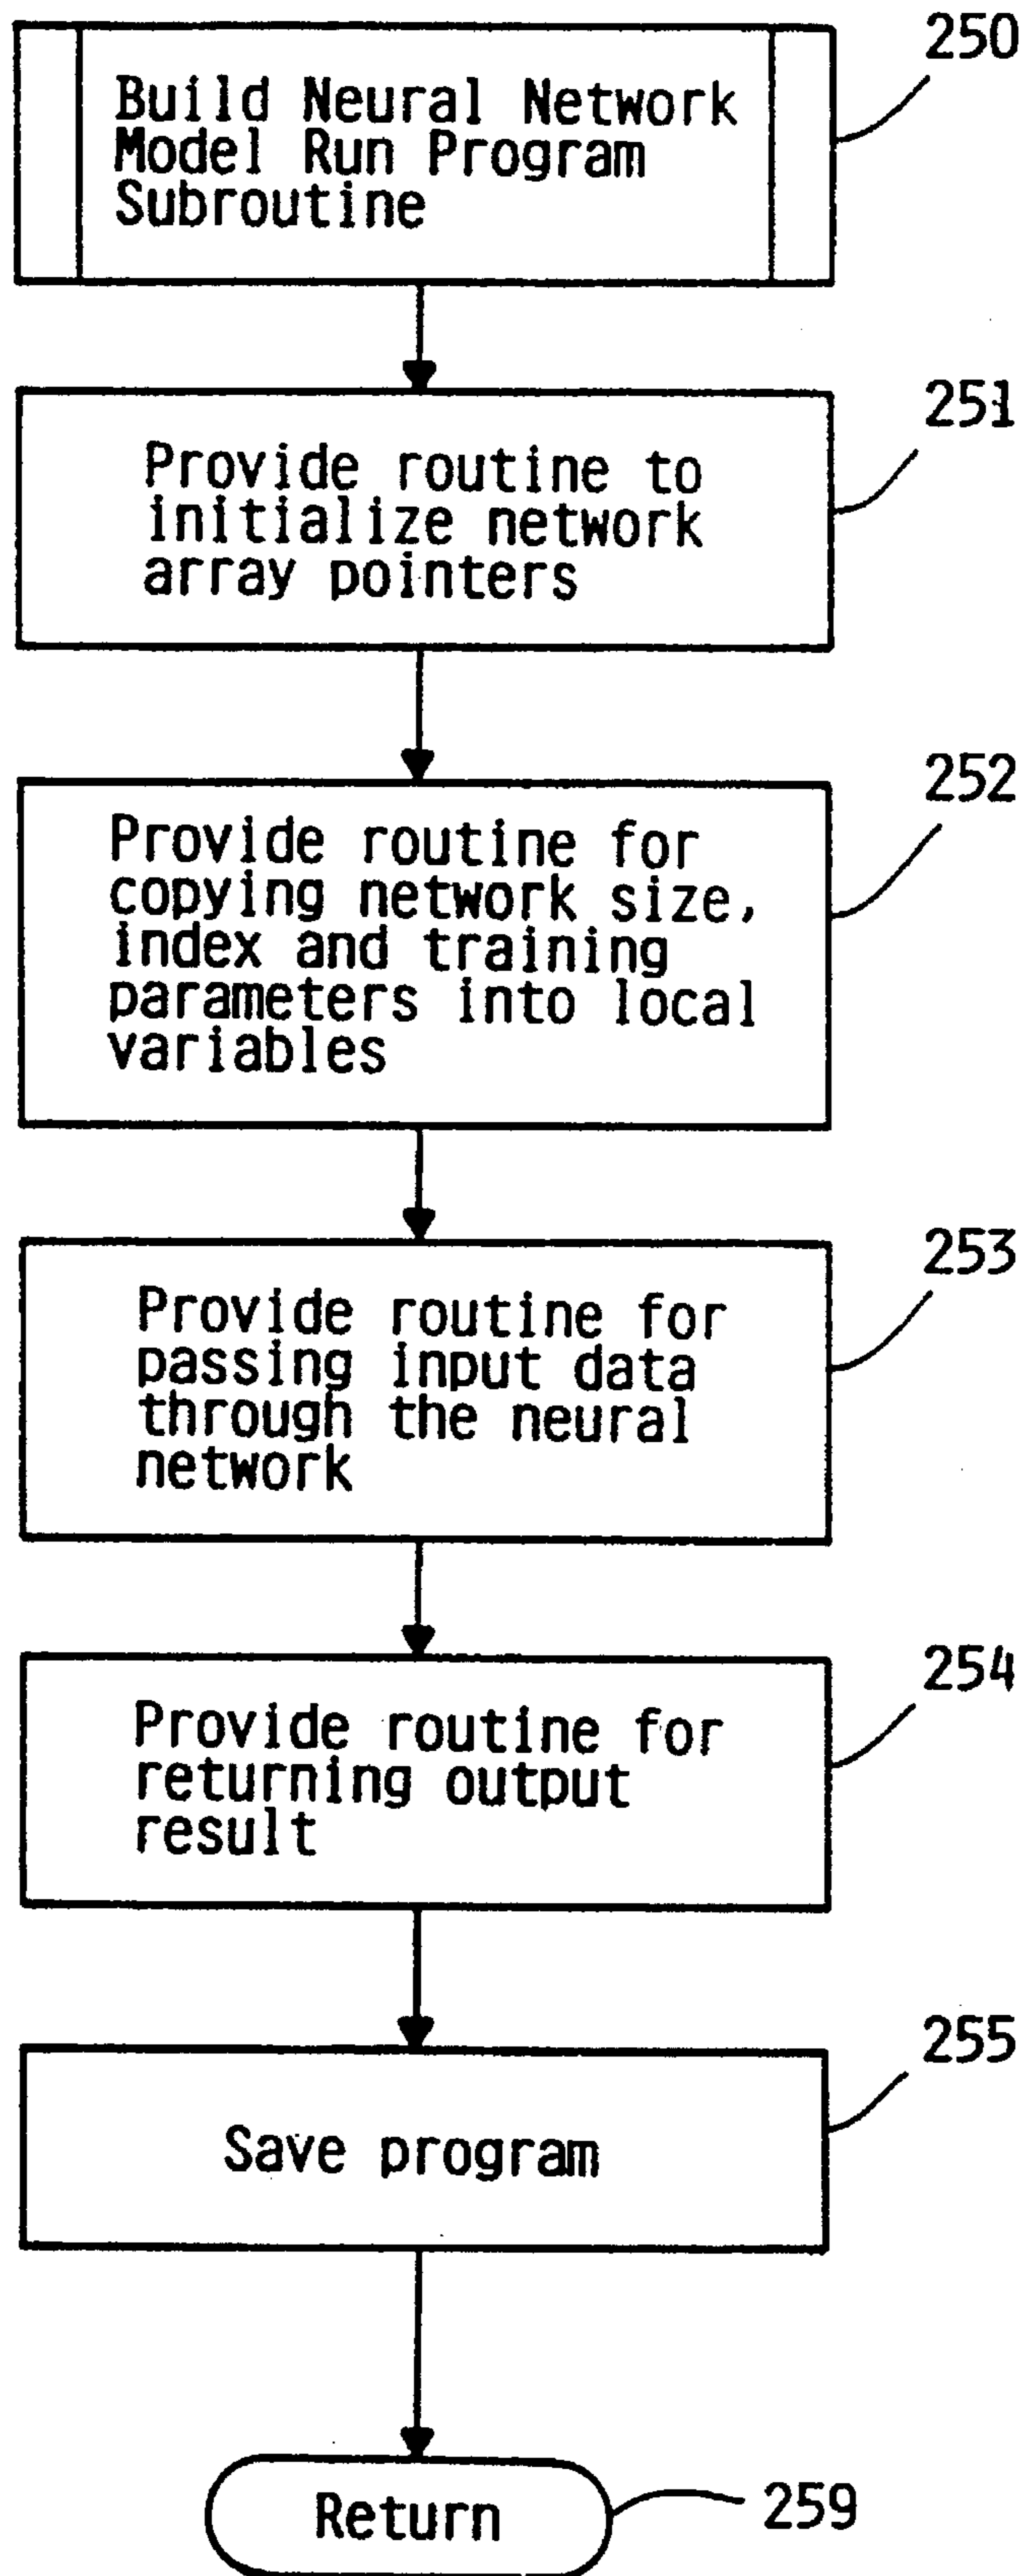 250
Build Neural Network
Model Run Program
Subroutine
251
Provide routine to
initialize network
array pointers
252
Provide routine for
copying network size,
index and training
parameters into local
variables
253
Provide routine for
passing input data
through the neural
network
254
Provide routine for
returning output
result
255
Save program
Return
259